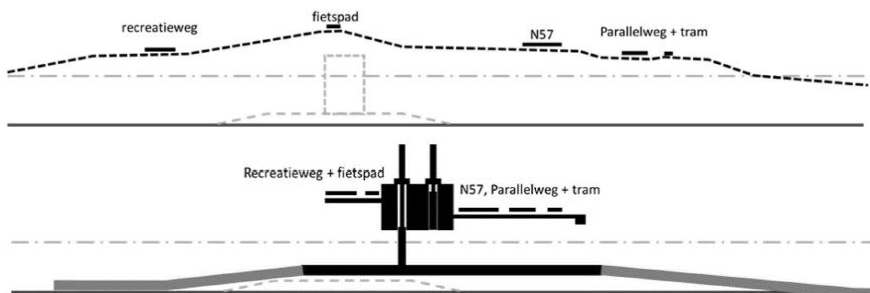 fietspad
recreatieweg
N57
Parallelweg + tram
Recreatieweg + fietspad
N57, Parallelweg + tram